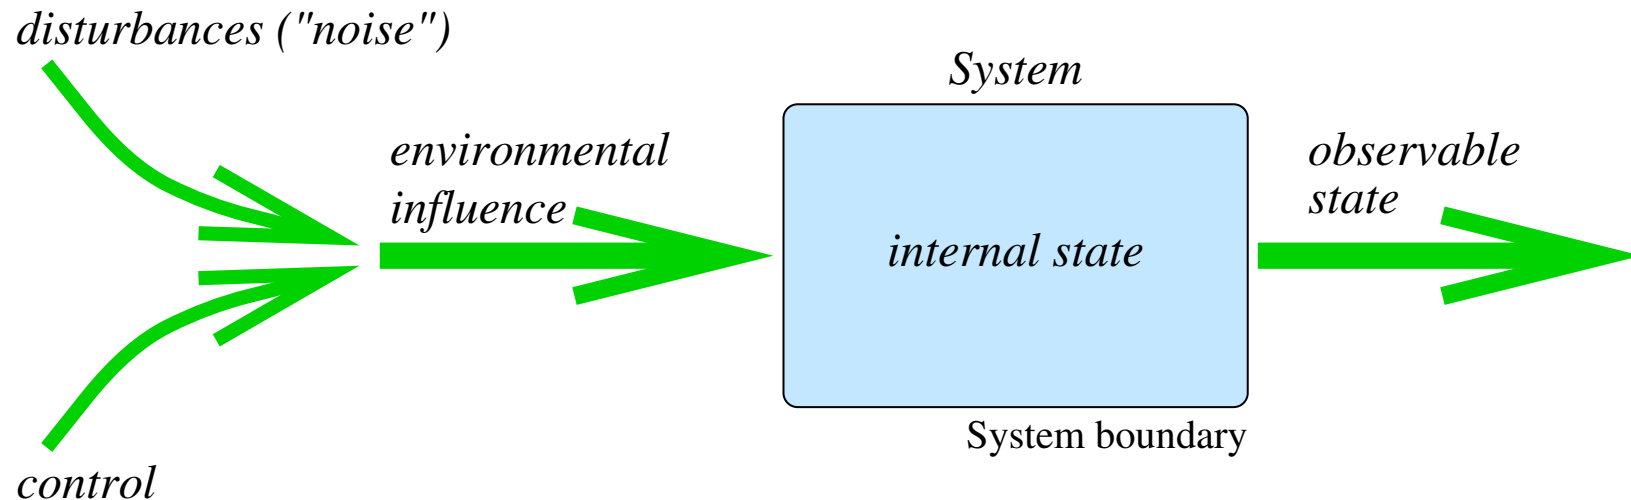 disturbances ("noise")
System
environmental
influence
observable
state
internal state
System boundary
control